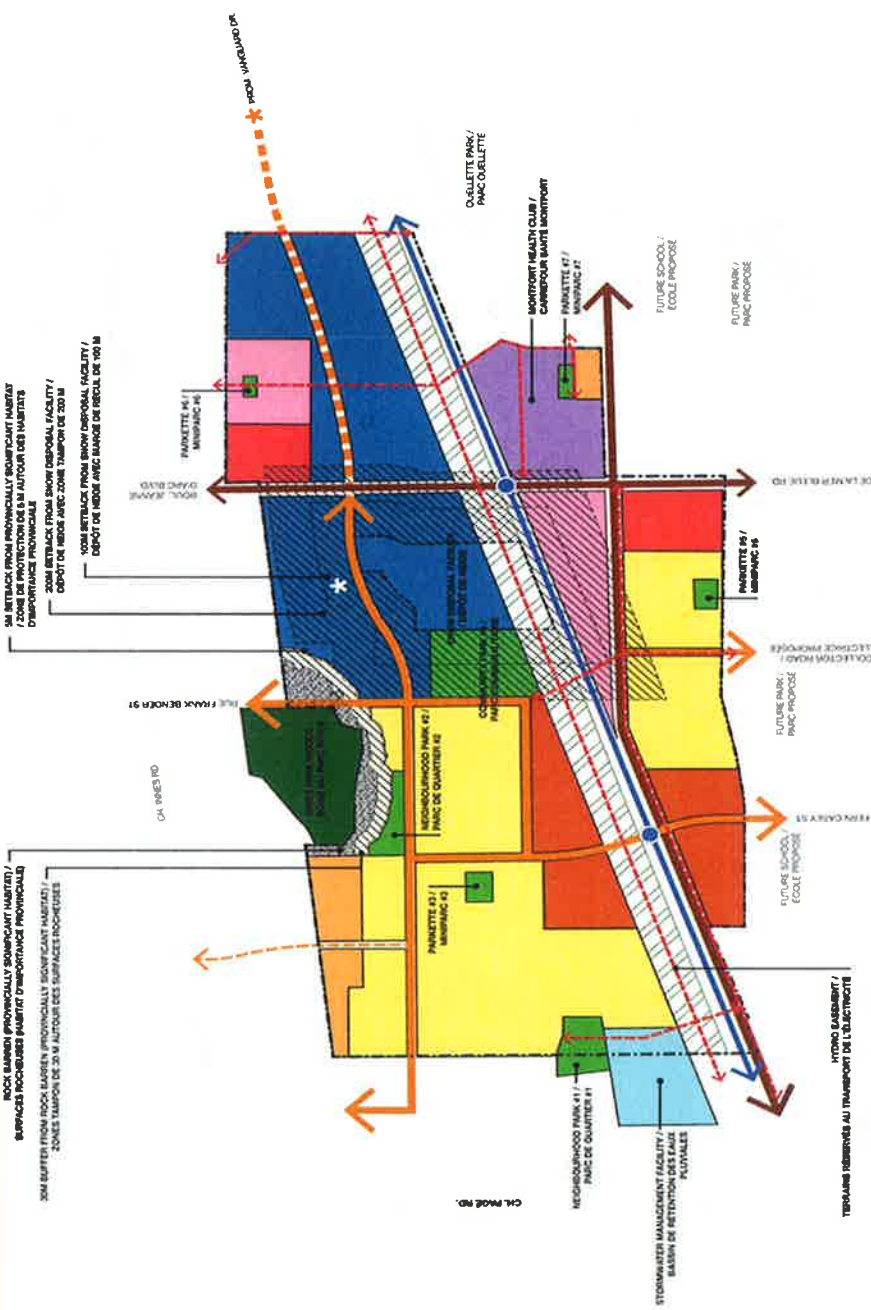 ROCK BARREN (PROVINCIALLY SIGNIFICANT HABITAT) /
SURFACES ROCHEUSES (HABITAT D'IMPORTANCE PROVINCIALE)
30M BUFFER FROM ROCK BARREN (PROVINCIALLY SIGNIFICANT HABITAT) /
ZONES TAMPON DE 30 M AUTOUR DES SURFACES ROCHEUSES
5M SETBACK FROM PROVINCIALLY SIGNIFICANT HABITAT
/ ZONE DE PROTECTION DE 5 M AUTOUR DES HABITATS
D'IMPORTANCE PROVINCIALE
200M SETBACK FROM SNOW DISPOSAL FACILITY /
DÉPÔT DE NEIGE AVEC ZONE TAMPON DE 200 M
100M SETBACK FROM SNOW DISPOSAL FACILITY /
DÉPÔT DE NEIGE AVEC MARGE DE RECUL DE 100 M
PROM VANGUARD DR.
CH. INNES RD
RUE FRANK BENDER ST
BOUL JEANNE
D'ARC BLVD
PARKETTE #6 /
MINIPARC #6
OUELLETTE PARK /
PARC OUELLETTE
MONTFORT HEALTH CLUB /
CARREFOUR SANTÉ MONTFORT
PARKETTE #7 /
MINIPARC #7
FUTURE SCHOOL /
ÉCOLE PROPOSÉ
FUTURE PARK /
PARC PROPOSÉ
NEIGHBOURHOOD PARK #2 /
PARC DE QUARTIER #2
PARKETTE #3 /
MINIPARC #3
DE LA MER BLEUE RD
PARKETTE #5 /
MINIPARC #5
COLLECTOR ROAD /
LECTRICE PROPOSÉE
FUTURE PARK /
PARC PROPOSÉ
FERN CASEY ST
FUTURE SCHOOL /
ÉCOLE PROPOSÉ
CH. PAGÉ RD.
NEIGHBOURHOOD PARK #1 /
PARC DE QUARTIER #1
STORMWATER MANAGEMENT FACILITY /
BASSIN DE RÉTENTION DES EAUX
PLUVIALES
HYDRO EASEMENT /
TERRAINS RÉSERVÉS AU TRANSPORT DE L'ÉLECTRICITÉ